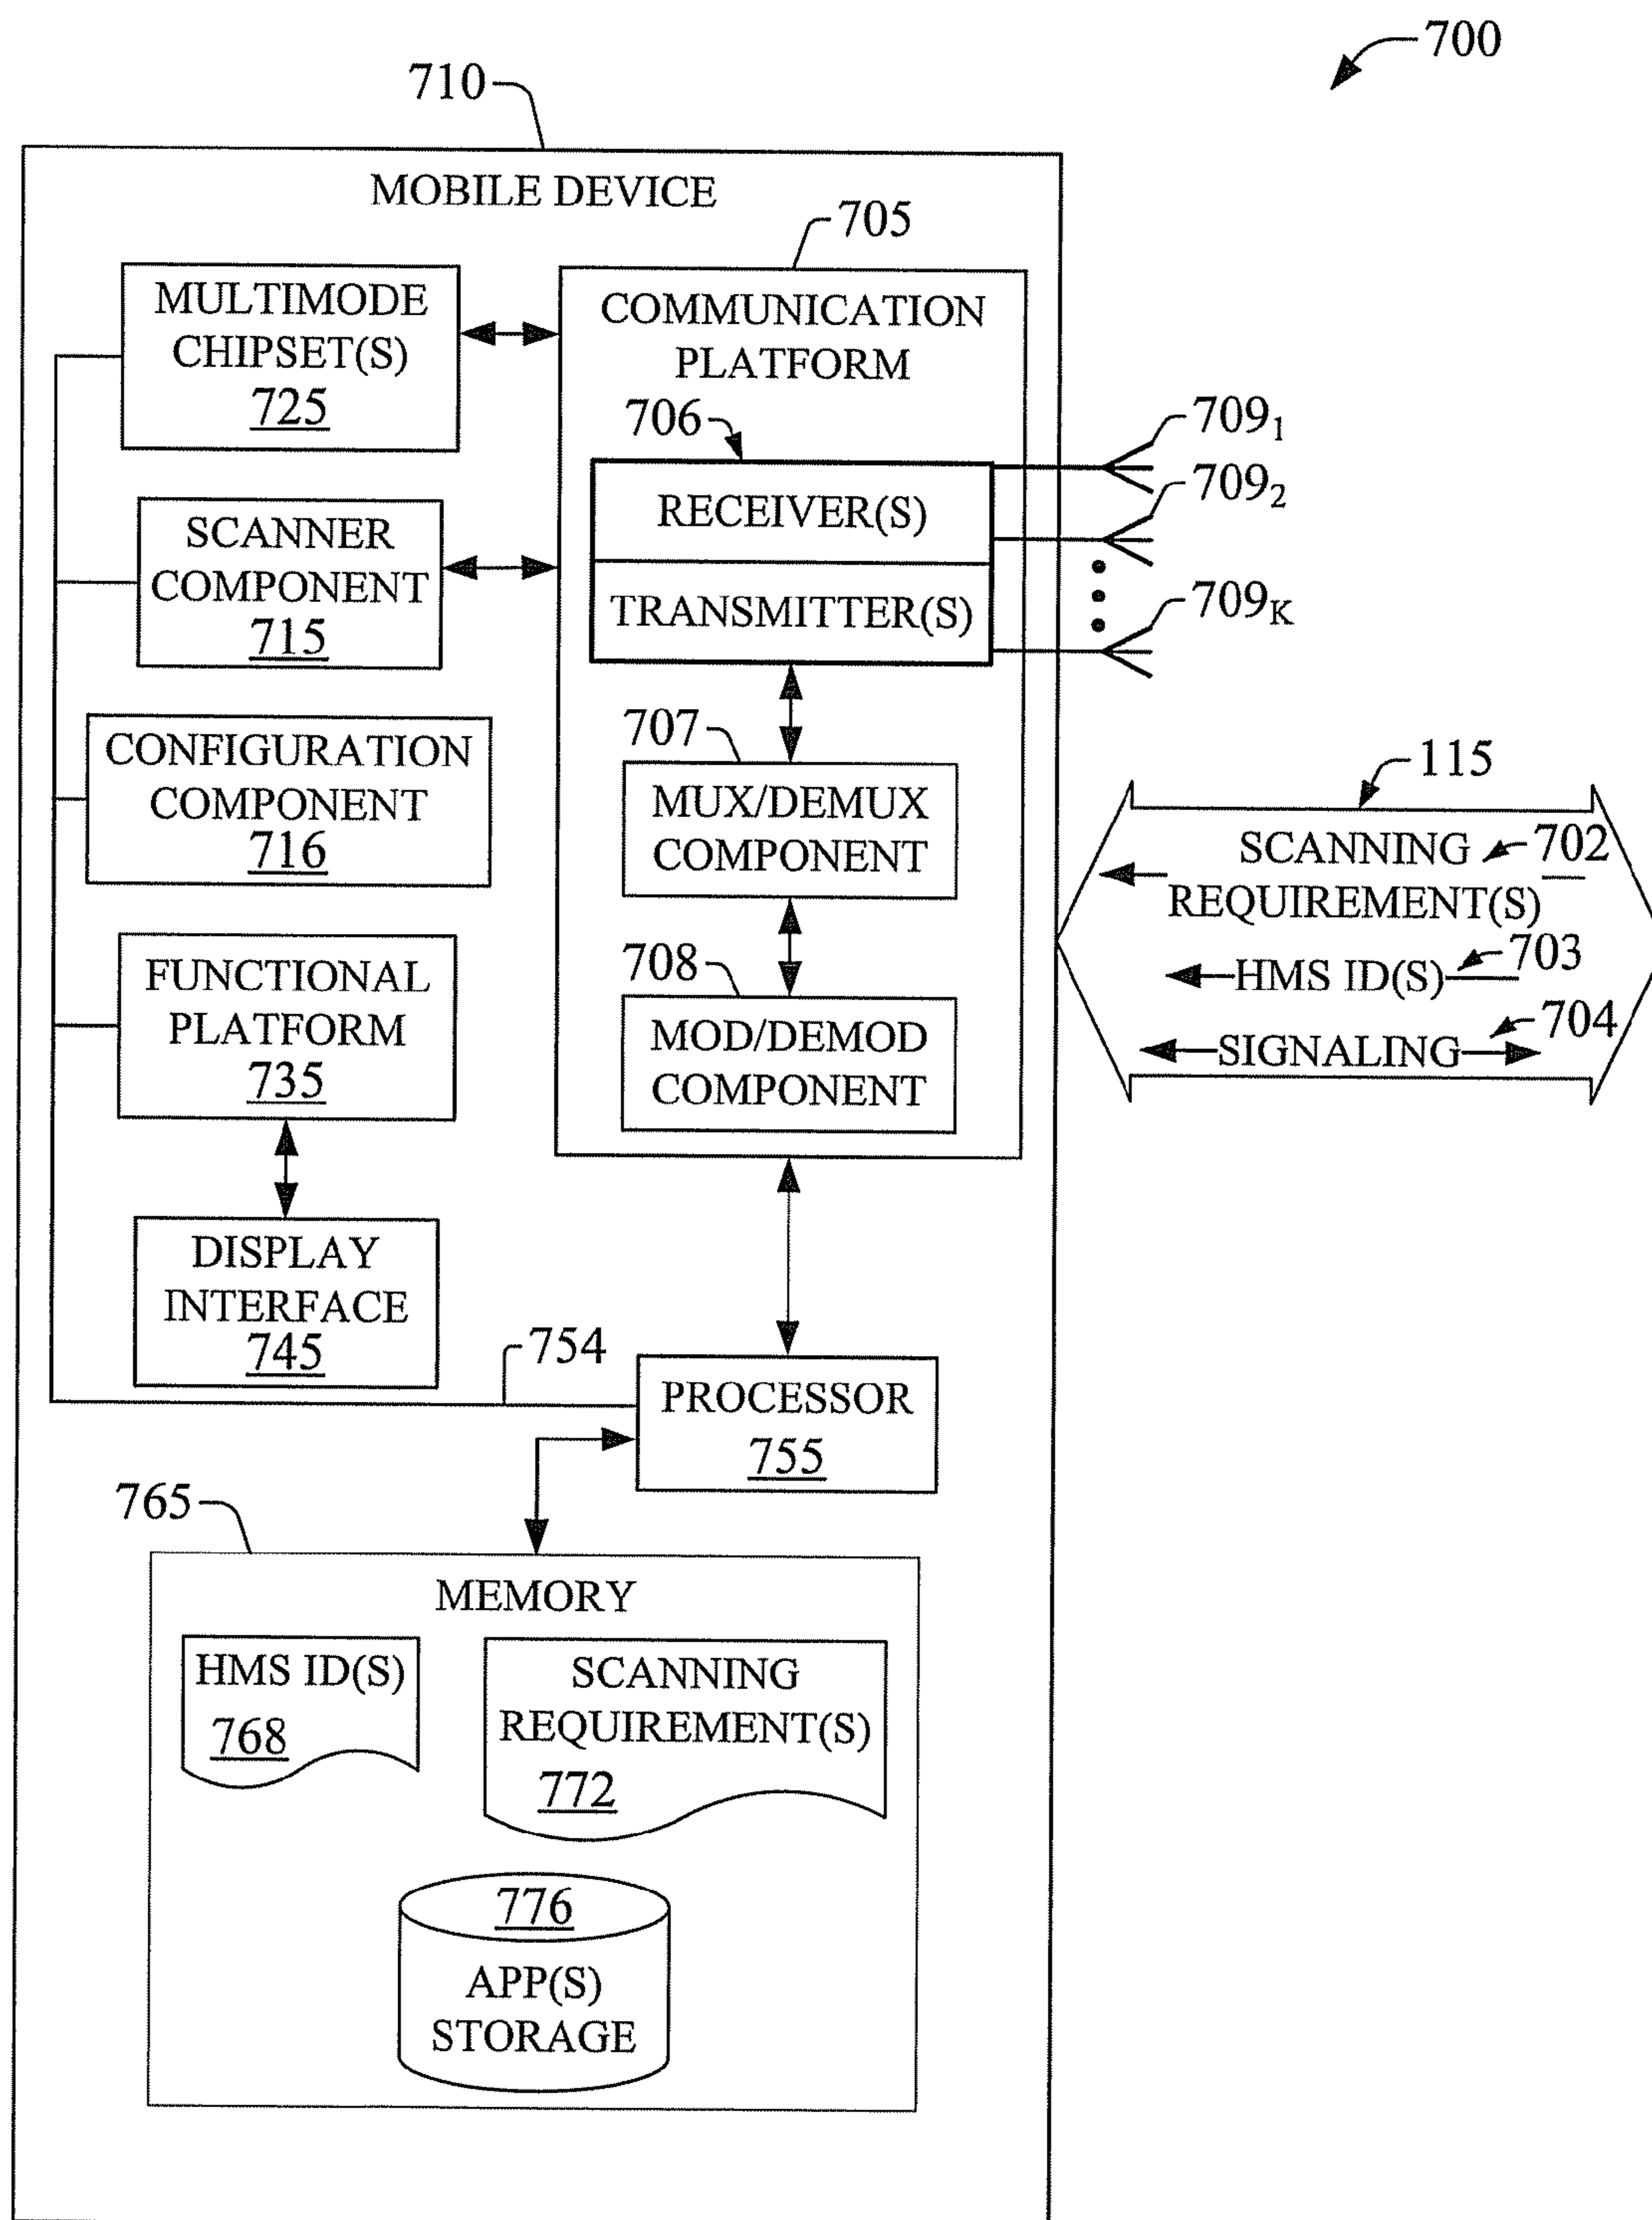 700
710
MOBILE DEVICE
705
MULTIMODE
CHIPSET(S)
725
COMMUNICATION
PLATFORM
706
RECEIVER(S)
TRANSMITTER(S)
709₁
709₂
709ₖ
SCANNER
COMPONENT
715
CONFIGURATION
COMPONENT
716
707
MUX/DEMUX
COMPONENT
115
SCANNING 702
REQUIREMENT(S)
HMS ID(S) 703
SIGNALING 704
FUNCTIONAL
PLATFORM
735
708
MOD/DEMOD
COMPONENT
DISPLAY
INTERFACE
745
754
PROCESSOR
755
765
MEMORY
HMS ID(S)
768
SCANNING
REQUIREMENT(S)
772
776
APP(S)
STORAGE